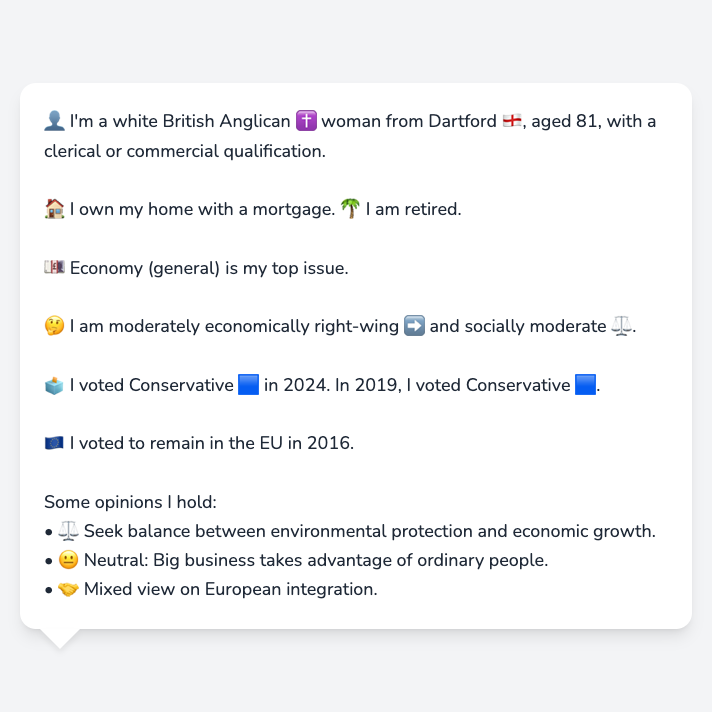 👤 I'm a white British Anglican ✝️ woman from Dartford 🏴󠁧󠁢󠁥󠁮󠁧󠁿, aged 81, with a
clerical or commercial qualification.
🏠 I own my home with a mortgage. 🌴 I am retired.
💷 Economy (general) is my top issue.
🤔 I am moderately economically right-wing ➡️ and socially moderate ⚖️.
🗳️ I voted Conservative 🟦 in 2024. In 2019, I voted Conservative 🟦.
🇪🇺 I voted to remain in the EU in 2016.
Some opinions I hold:
• ⚖️ Seek balance between environmental protection and economic growth.
• 😐 Neutral: Big business takes advantage of ordinary people.
• 🤝 Mixed view on European integration.